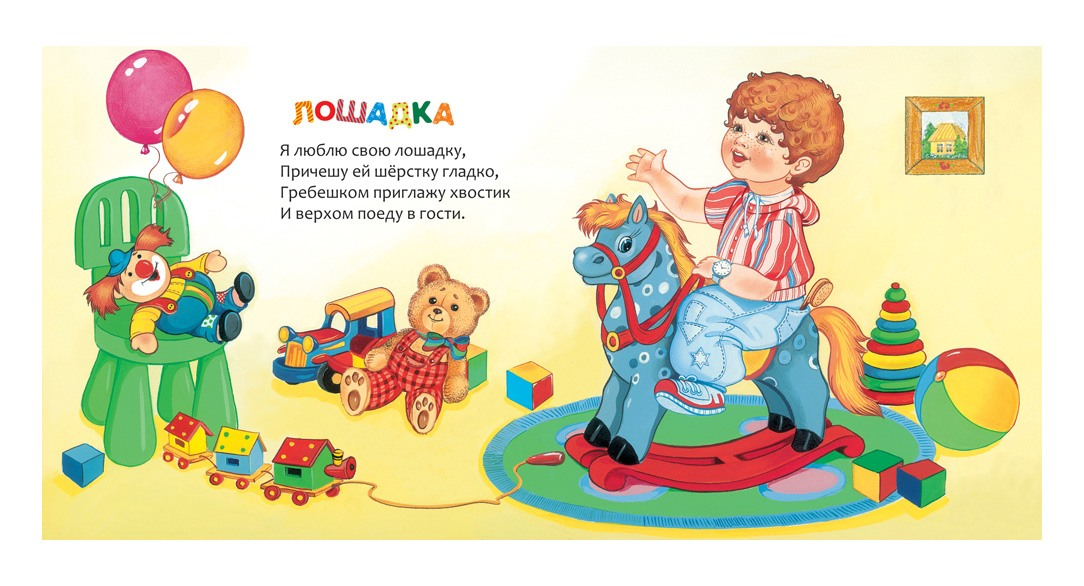 ЛОШАДКА
Я люблю свою лошадку,
Причешу ей шёрстку гладко,
Гребешком приглажу хвостик
И верхом поеду в гости.